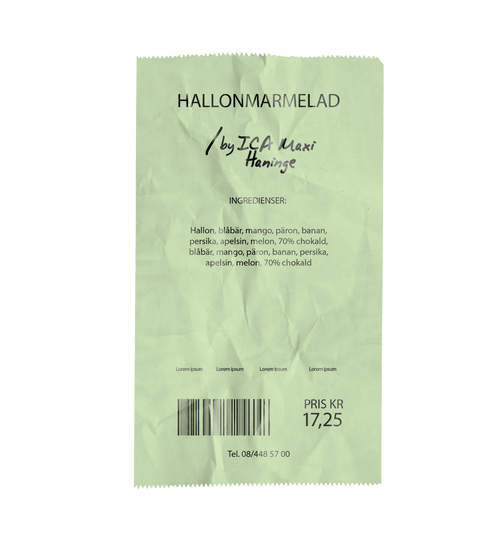 HALLONMARMELAD
/by ICA Maxi
Haninge
INGREDIENSER:
Hallon, blåbär, mango, päron, banan,
persika, apelsin, melon, 70% chokald,
blåbär, mango, päron, banan, persika,
apelsin, melon, 70% chokald
Lorem ipsum Lorem ipsum Lorem ipsum Lorem ipsum
PRIS KR
17,25
Tel. 08/448 57 00